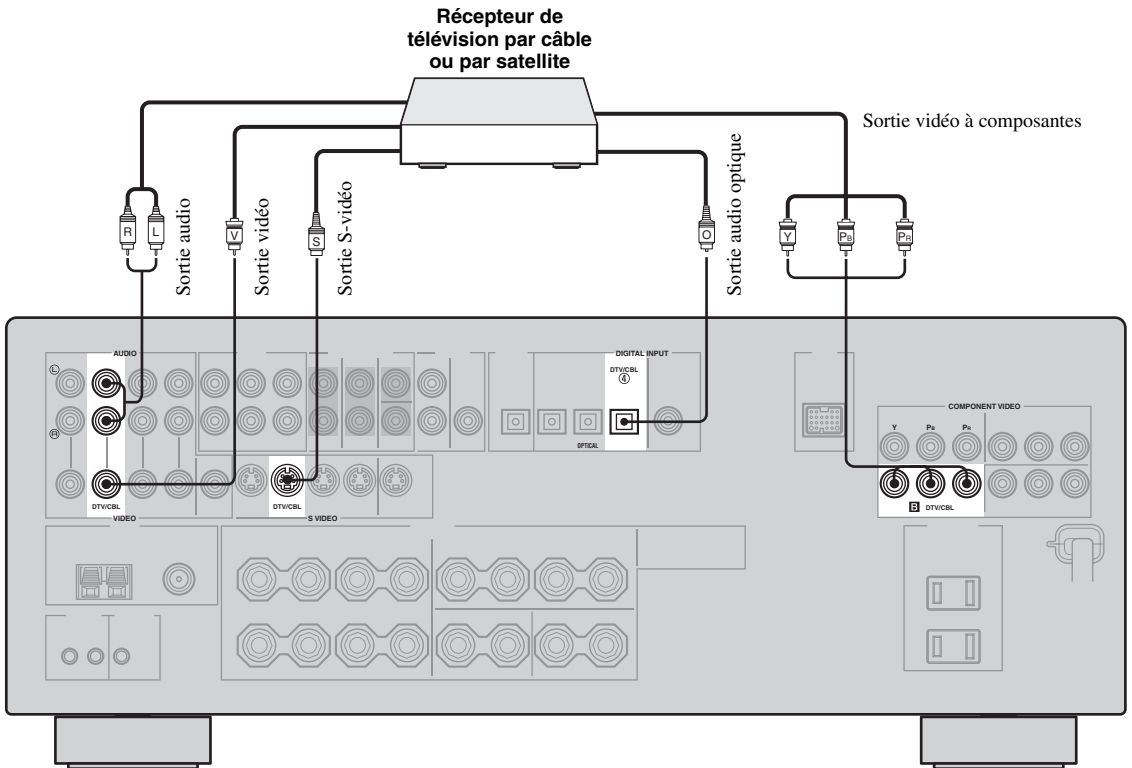 Récepteur de
télévision par câble
ou par satellite
Sortie vidéo à composantes
Sortie audio
Sortie vidéo
Sortie S-vidéo
Sortie audio optique
R
L
V
S
O
Y
PB
PR
AUDIO
L
R
DTV/CBL
VIDEO
DTV/CBL
S VIDEO
DIGITAL INPUT
DTV/CBL
④
OPTICAL
COMPONENT VIDEO
Y
PB
PR
B DTV/CBL